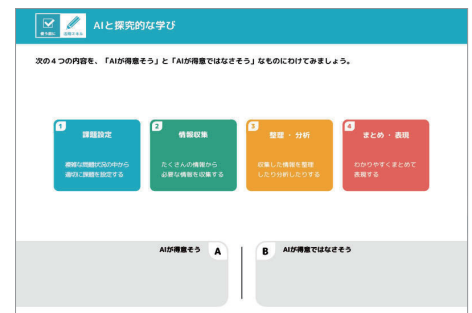 AIと探究的な学び
次の4つの内容を、「AIが得意そう」と「AIが得意ではなさそう」なものにわけてみましょう。
1
課題設定
複雑な問題状況の中から
適切に課題を設定する
2
情報収集
たくさんの情報から
必要な情報を収集する
3
整理・分析
収集した情報を整理
したり分析したりする
4
まとめ・表現
わかりやすくまとめて
表現する
AIが得意そう A
B AIが得意ではなさそう